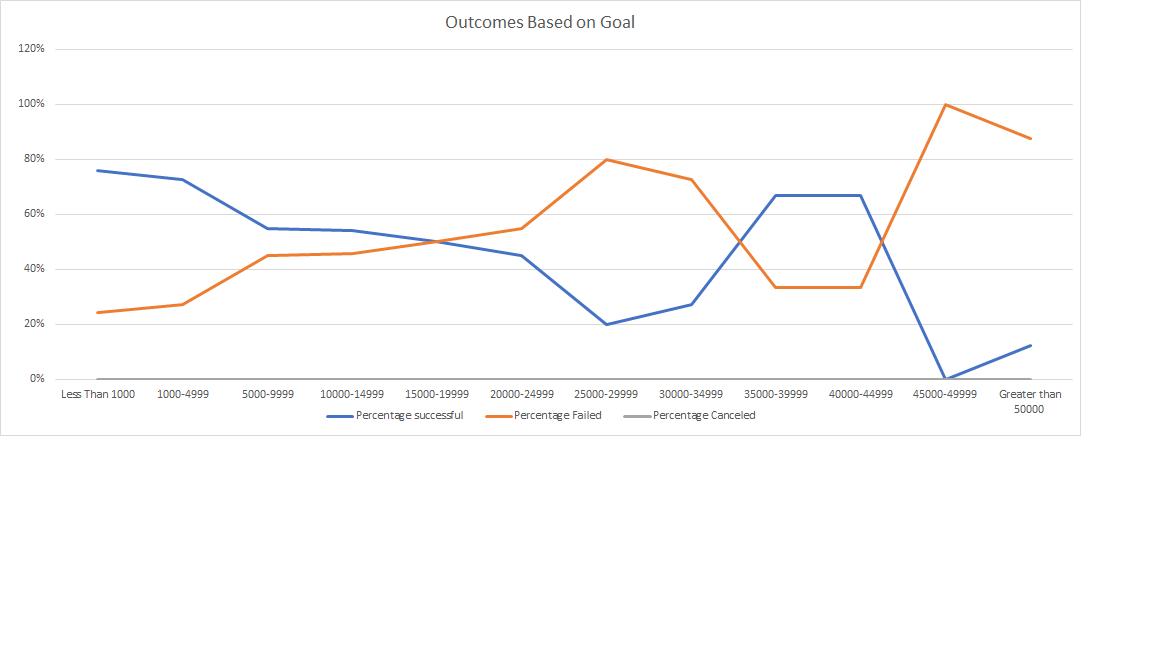 Outcomes Based on Goal
120%
100%
80%
60%
40%
20%
0%
Less Than 1000 1000-4999 5000-9999 10000-14999 15000-19999 20000-24999 25000-29999 30000-34999 35000-39999 40000-44999 45000-49999 Greater than
50000
Percentage successful Percentage Failed Percentage Canceled